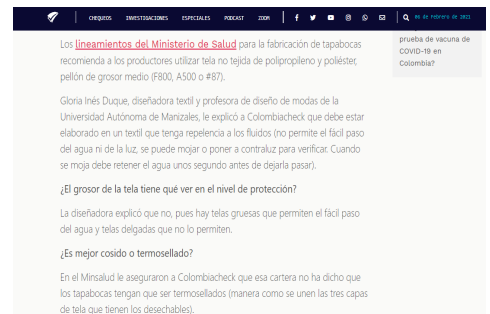 CHEQUEOS INVESTIGACIONES ESPECIALES PODCAST ZOOM 06 de Febrero de 2021
prueba de vacuna de
COVID-19 en
Colombia?
Los lineamientos del Ministerio de Salud para la fabricación de tapabocas
recomienda a los productores utilizar tela no tejida de polipropileno y poliéster,
pellón de grosor medio (F800, A500 o #87).
Gloria Inés Duque, diseñadora textil y profesora de diseño de modas de la
Universidad Autónoma de Manizales, le explicó a Colombiacheck que debe estar
elaborado en un textil que tenga repelencia a los fluidos (no permite el fácil paso
del agua ni de la luz, se puede mojar o poner a contraluz para verificar. Cuando
se moja debe retener el agua unos segundo antes de dejarla pasar).
¿El grosor de la tela tiene qué ver en el nivel de protección?
La diseñadora explicó que no, pues hay telas gruesas que permiten el fácil paso
del agua y telas delgadas que no lo permiten.
¿Es mejor cosido o termosellado?
En el Minsalud le aseguraron a Colombiacheck que esa cartera no ha dicho que
los tapabocas tengan que ser termosellados (manera como se unen las tres capas
de tela que tienen los desechables).